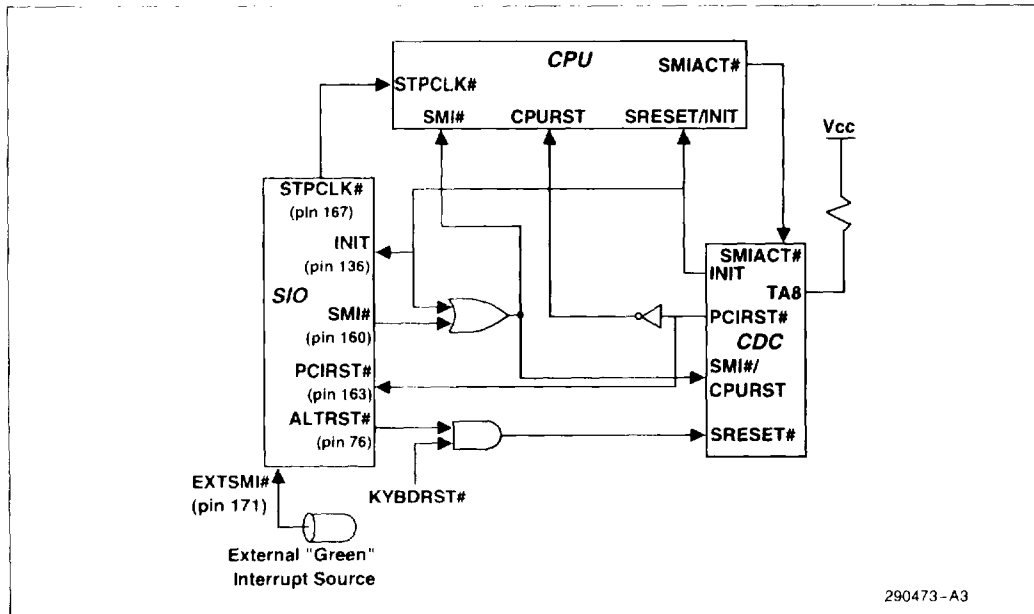 CPU
SMIACT#
STPCLK#
SMI#
CPURST
SRESET/INIT
Vcc
STPCLK#
(pin 167)
INIT
(pin 136)
SIO
SMI#
(pin 160)
PCIRST#
(pin 163)
ALTRST#
(pin 76)
SMIACT#
INIT
TA8
PCIRST#
CDC
SMI#/
CPURST
SRESET#
KYBDRST#
EXTSMI#
(pin 171)
External "Green"
Interrupt Source
290473-A3